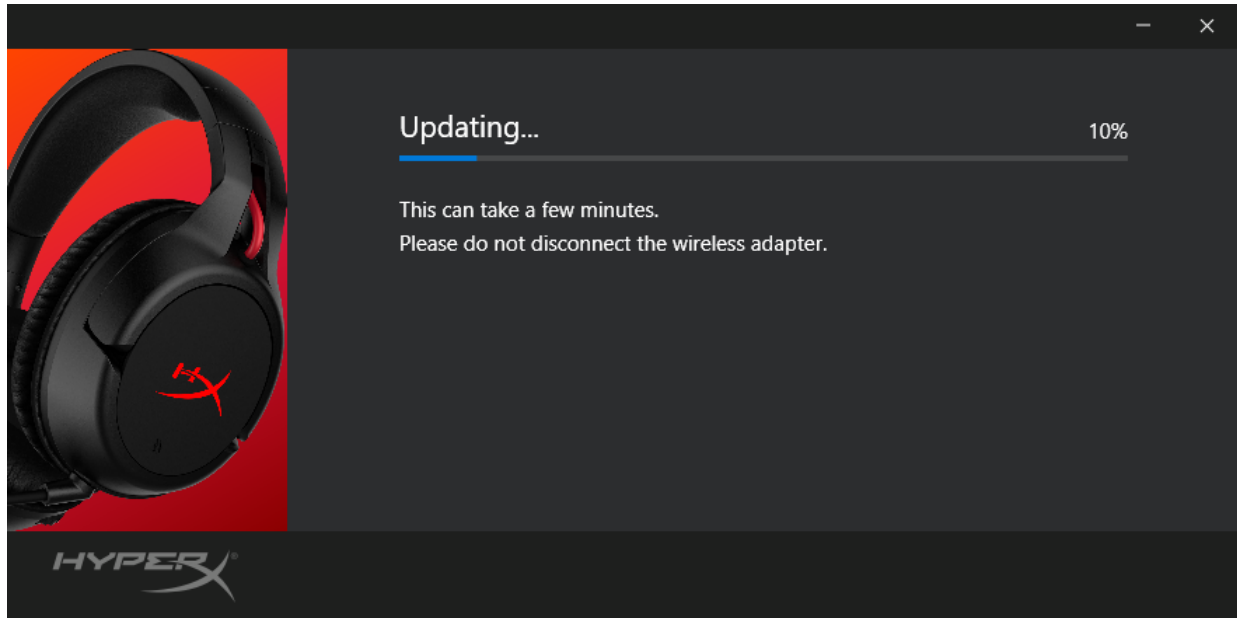 Updating...
10%
This can take a few minutes.
Please do not disconnect the wireless adapter.
HYPERX